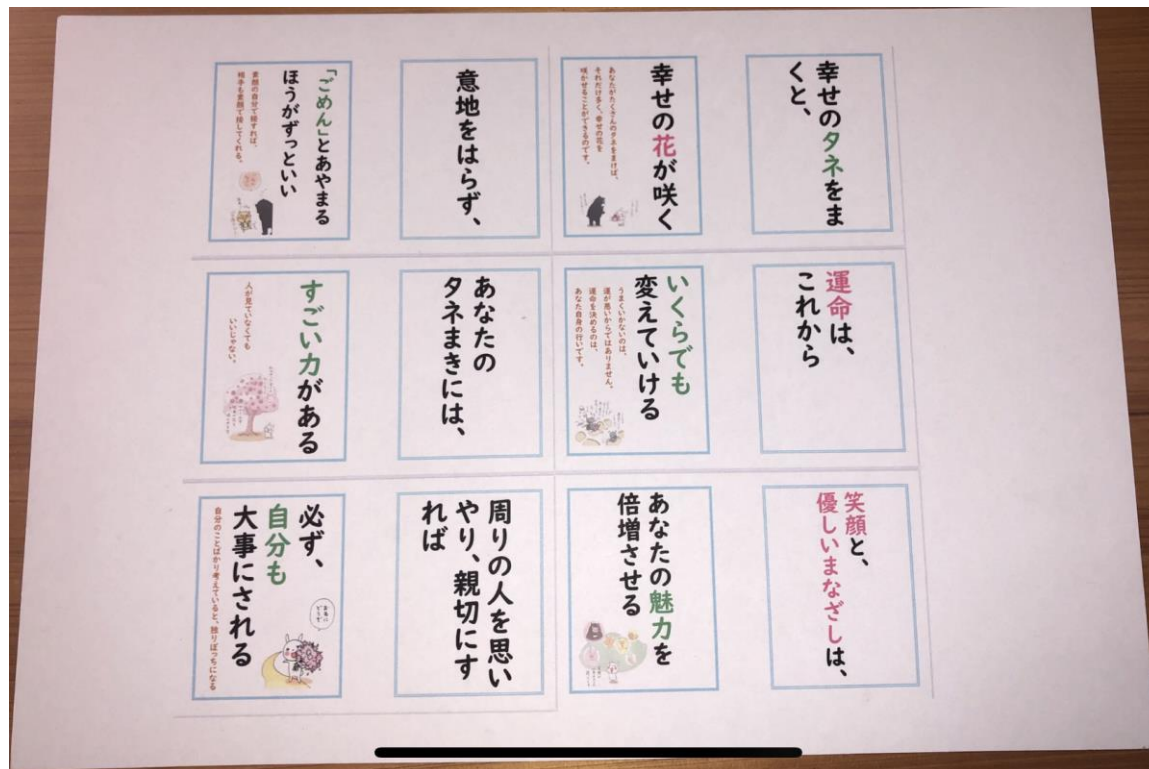 幸せのタネをま
くと、
幸せの花が咲く
あなたがたくさんのタネをまけば、
それだけ多く、幸せの花を
咲かせることができるのです。
意地をはらず、
「ごめん」とあやまる
ほうがずっといい
素顔の自分で接すれば、
相手も素顔で接してくれる。
運命は、
これから
いくらでも
変えていける
うまくいかないのは、
運が悪いからではありません。
運命を決めるのは、
あなた自身の行いです。
あなたの
タネまきには、
すごい力がある
人が見ていなくても
いいじゃない。
笑顔と、
優しいまなざしは、
あなたの魅力を
倍増させる
周りの人を思い
やり、親切にす
れば
必ず、
自分も
大事にされる
自分のことばかり考えていると、独りぼっちになる